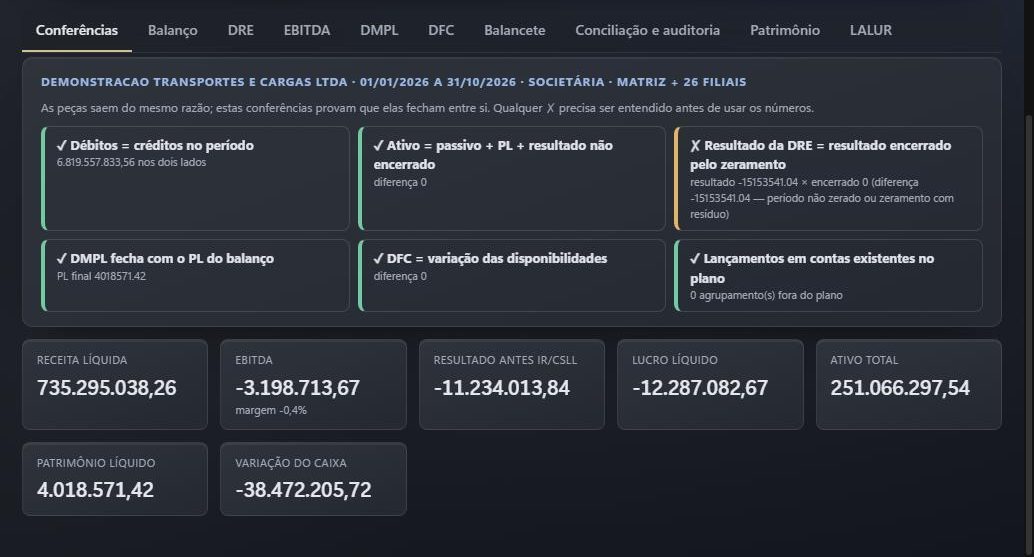 Conferências Balanço DRE EBITDA DMPL DFC Balancete Conciliação e auditoria Patrimônio LALUR
DEMONSTRACAO TRANSPORTES E CARGAS LTDA · 01/01/2026 A 31/10/2026 · SOCIETÁRIA · MATRIZ + 26 FILIAIS
As peças saem do mesmo razão; estas conferências provam que elas fecham entre si. Qualquer ✗ precisa ser entendido antes de usar os números.
✓ Débitos = créditos no período
6.819.557.833,56 nos dois lados
✓ Ativo = passivo + PL + resultado não
encerrado
diferença 0
✗ Resultado da DRE = resultado encerrado
pelo zeramento
resultado -15153541.04 × encerrado 0 (diferença
-15153541.04 — período não zerado ou zeramento com
resíduo)
✓ DMPL fecha com o PL do balanço
PL final 4018571.42
✓ DFC = variação das disponibilidades
diferença 0
✓ Lançamentos em contas existentes no
plano
0 agrupamento(s) fora do plano
RECEITA LÍQUIDA
735.295.038,26
EBITDA
-3.198.713,67
margem -0,4%
RESULTADO ANTES IR/CSLL
-11.234.013,84
LUCRO LÍQUIDO
-12.287.082,67
ATIVO TOTAL
251.066.297,54
PATRIMÔNIO LÍQUIDO
4.018.571,42
VARIAÇÃO DO CAIXA
-38.472.205,72